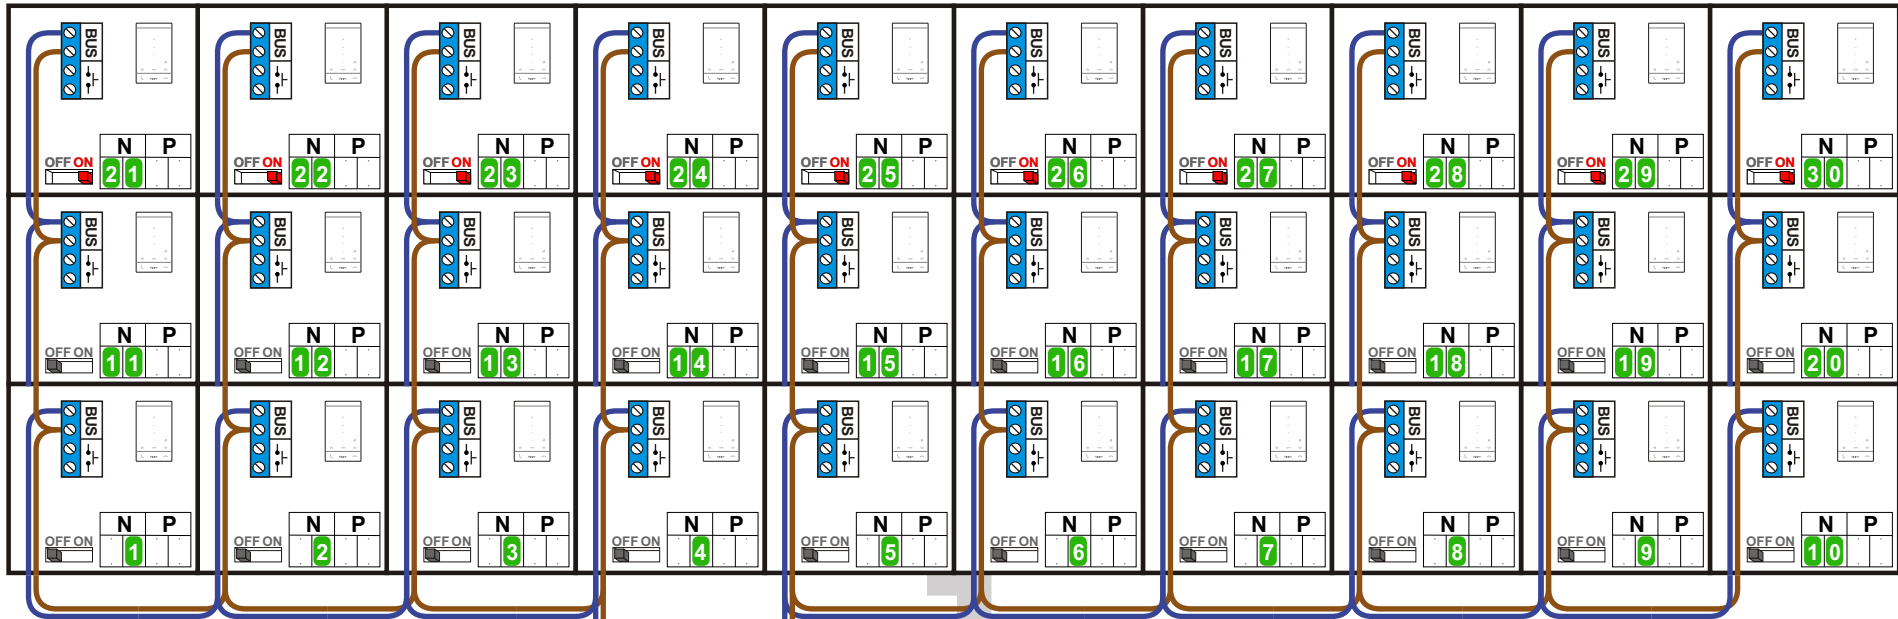 BUS BUS BUS BUS BUS BUS BUS BUS BUS BUS
N P N P N P N P N P N P N P N P N P N P
OFF ON 21 OFF ON 22 OFF ON 23 OFF ON 24 OFF ON 25 OFF ON 26 OFF ON 27 OFF ON 28 OFF ON 29 OFF ON 30
BUS BUS BUS BUS BUS BUS BUS BUS BUS BUS
N P N P N P N P N P N P N P N P N P N P
OFF ON 11 OFF ON 12 OFF ON 13 OFF ON 14 OFF ON 15 OFF ON 16 OFF ON 17 OFF ON 18 OFF ON 19 OFF ON 20
BUS BUS BUS BUS BUS BUS BUS BUS BUS BUS
N P N P N P N P N P N P N P N P N P N P
OFF ON 1 OFF ON 2 OFF ON 3 OFF ON 4 OFF ON 5 OFF ON 6 OFF ON 7 OFF ON 8 OFF ON 9 OFF ON 10